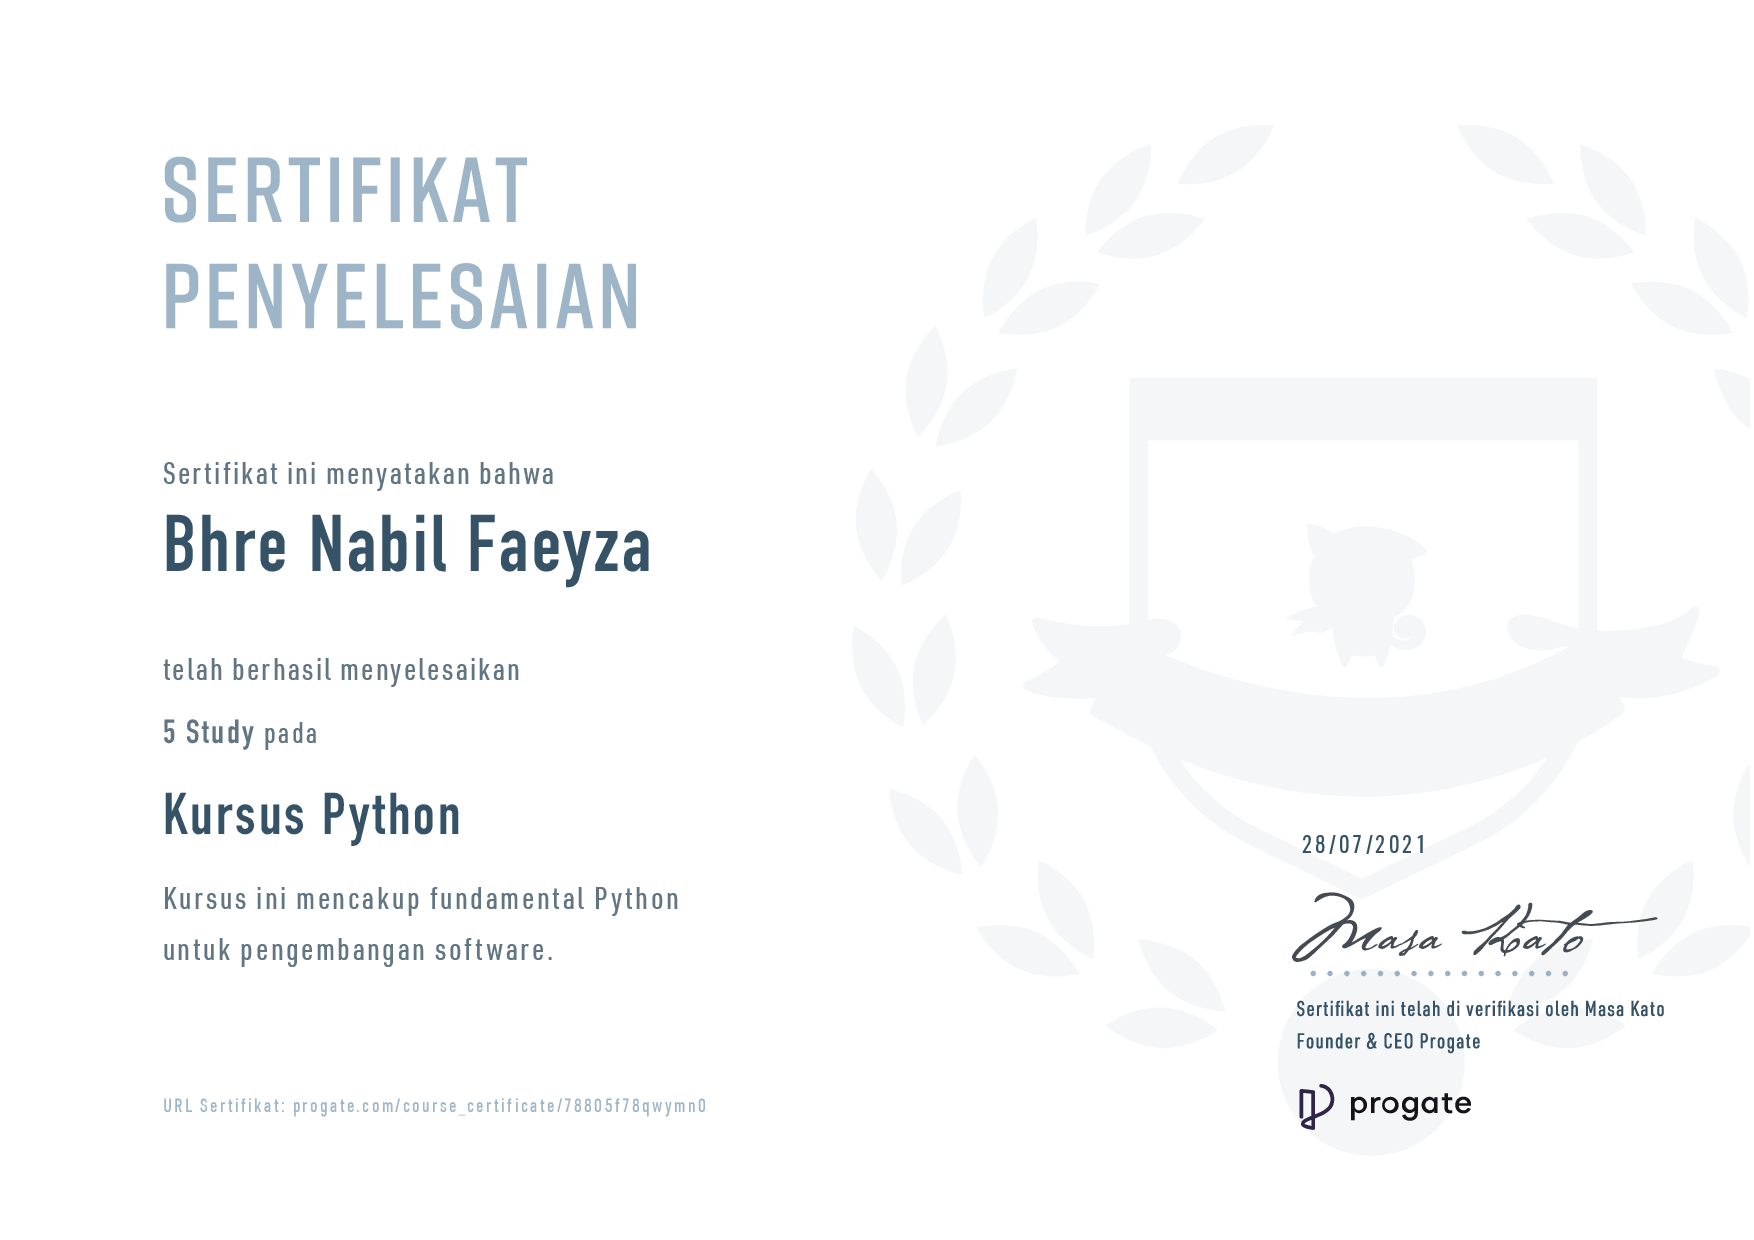 SERTIFIKAT
PENYELESAIAN
Sertifikat ini menyatakan bahwa
Bhre Nabil Faeyza
telah berhasil menyelesaikan
5 Study pada
Kursus Python
Kursus ini mencakup fundamental Python
untuk pengembangan software.
URL Sertifikat: progate.com/course_certificate/78805f78qwymn0
28/07/2021
Masa Kato
Sertifikat ini telah di verifikasi oleh Masa Kato
Founder & CEO Progate
progate